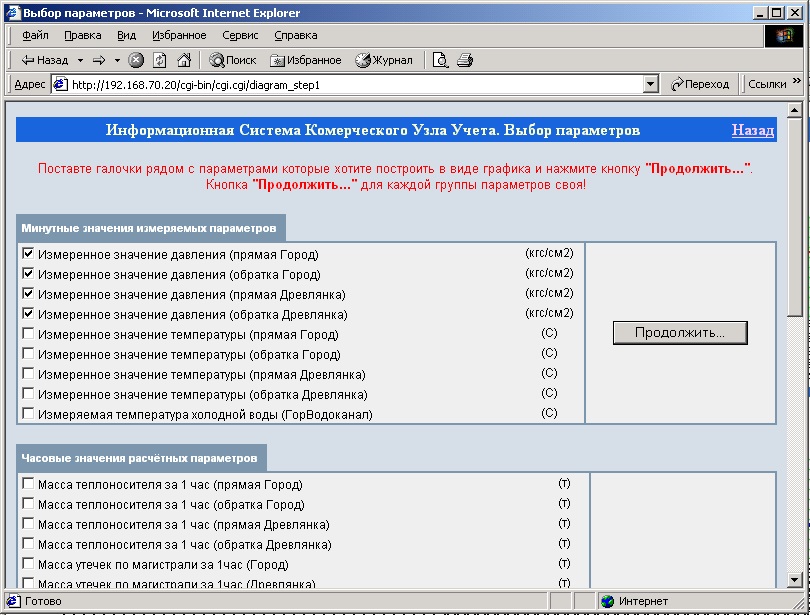 Выбор параметров - Microsoft Internet Explorer
Файл Правка Вид Избранное Сервис Справка
Назад Поиск Избранное Журнал
Адрес http://192.168.70.20/cgi-bin/cgi.cgi/diagram_step1 Переход Ссылки »
Информационная Система Комерческого Узла Учета. Выбор параметров Назад
Поставте галочки рядом с параметрами которые хотите построить в виде графика и нажмите кнопку "Продолжить...".
Кнопка "Продолжить..." для каждой группы параметров своя!
Минутные значения измеряемых параметров
Измеренное значение давления (прямая Город) (кгс/см2)
Измеренное значение давления (обратка Город) (кгс/см2)
Измеренное значение давления (прямая Древлянка) (кгс/см2)
Измеренное значение давления (обратка Древлянка) (кгс/см2)
Измеренное значение температуры (прямая Город) (С)
Продолжить...
Измеренное значение температуры (обратка Город) (С)
Измеренное значение температуры (прямая Древлянка) (С)
Измеренное значение температуры (обратка Древлянка) (С)
Измеряемая температура холодной воды (ГорВодоканал) (С)
Часовые значения расчётных параметров
Масса теплоносителя за 1 час (прямая Город) (т)
Масса теплоносителя за 1 час (обратка Город) (т)
Масса теплоносителя за 1 час (прямая Древлянка) (т)
Масса теплоносителя за 1 час (обратка Древлянка) (т)
Масса утечек по магистрали за 1час (Город) (т)
Масса утечек по магистрали за 1час (Древлянка) (т)
Готово Интернет